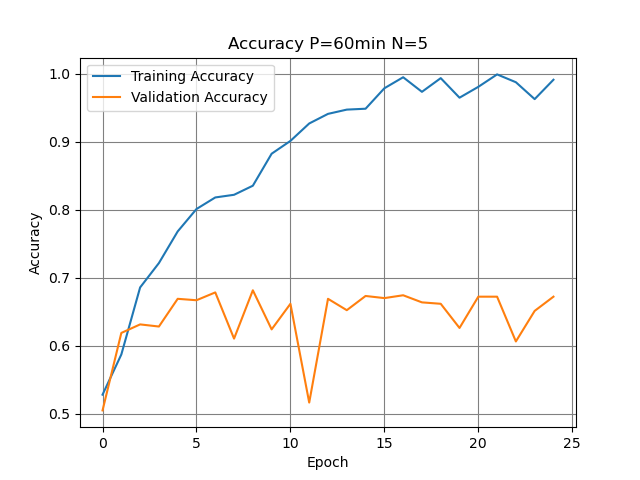 Accuracy P=60min N=5
Training Accuracy
Validation Accuracy
1.0
0.9
0.8
0.7
0.6
0.5
Accuracy
0 5 10 15 20 25
Epoch